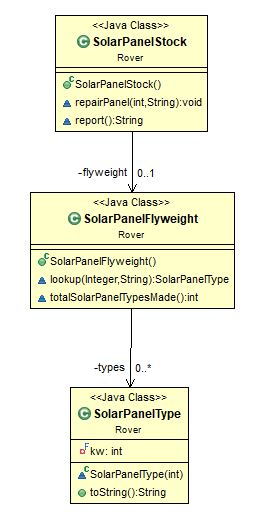 <<Java Class>>
SolarPanelStock
Rover
SolarPanelStock()
repairPanel(int,String):void
report():String
-flyweight 0..1
<<Java Class>>
SolarPanelFlyweight
Rover
SolarPanelFlyweight()
lookup(Integer,String):SolarPanelType
totalSolarPanelTypesMade():int
-types 0..*
<<Java Class>>
SolarPanelType
Rover
kw: int
SolarPanelType(int)
toString():String